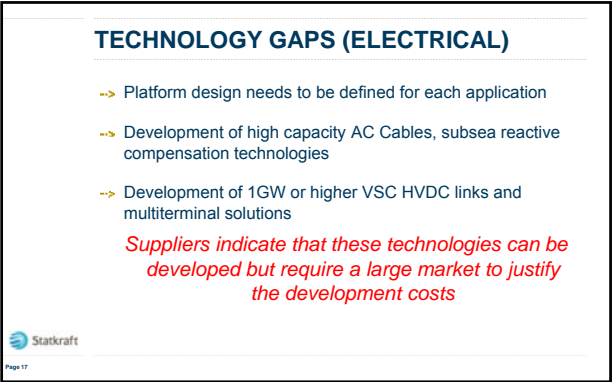 TECHNOLOGY GAPS (ELECTRICAL)
Platform design needs to be defined for each application
Development of high capacity AC Cables, subsea reactive
compensation technologies
Development of 1GW or higher VSC HVDC links and
multiterminal solutions
Suppliers indicate that these technologies can be
developed but require a large market to justify
the development costs
Statkraft
Page 17